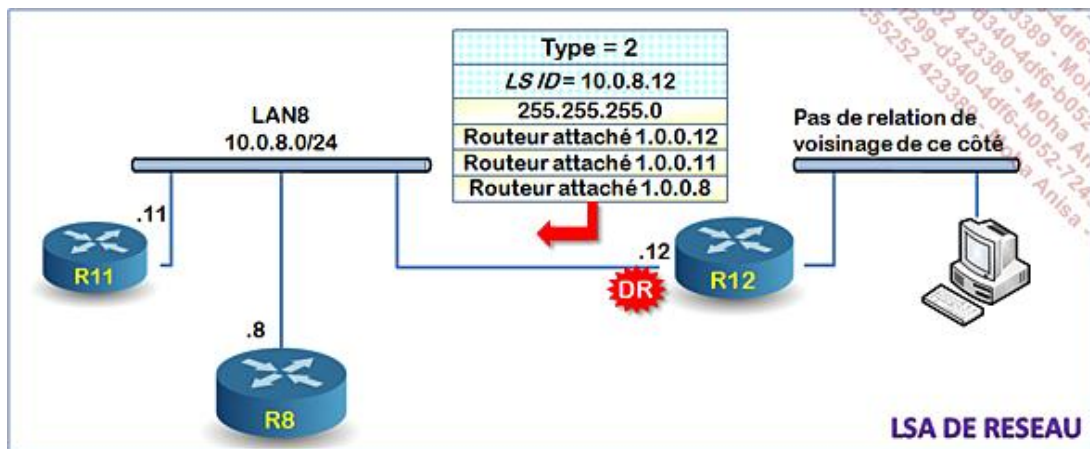 Type = 2
LS ID = 10.0.8.12
255.255.255.0
Routeur attaché 1.0.0.12
Routeur attaché 1.0.0.11
Routeur attaché 1.0.0.8
LAN8
10.0.8.0/24
Pas de relation de
voisinage de ce côté
.11
R11
.8
R8
.12
DR
R12
LSA DE RESEAU